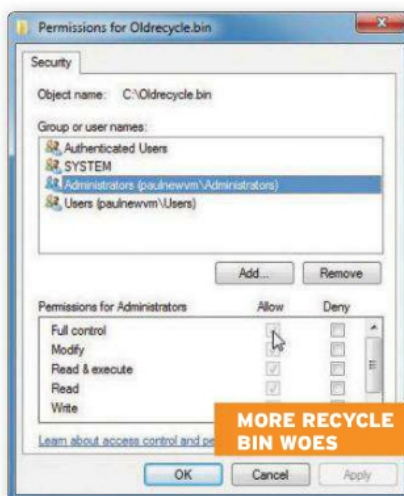 Permissions for Oldrecycle.bin
Security
Object name: C:\Oldrecycle.bin
Group or user names:
Authenticated Users
SYSTEM
Administrators (paulnewvm\Administrators)
Users (paulnewvm\Users)
Add... Remove
Permissions for Administrators Allow Deny
Full control
Modify
Read & execute
Read
Write
MORE RECYCLE
BIN WOES
Learn about access control and pe
OK Cancel Apply